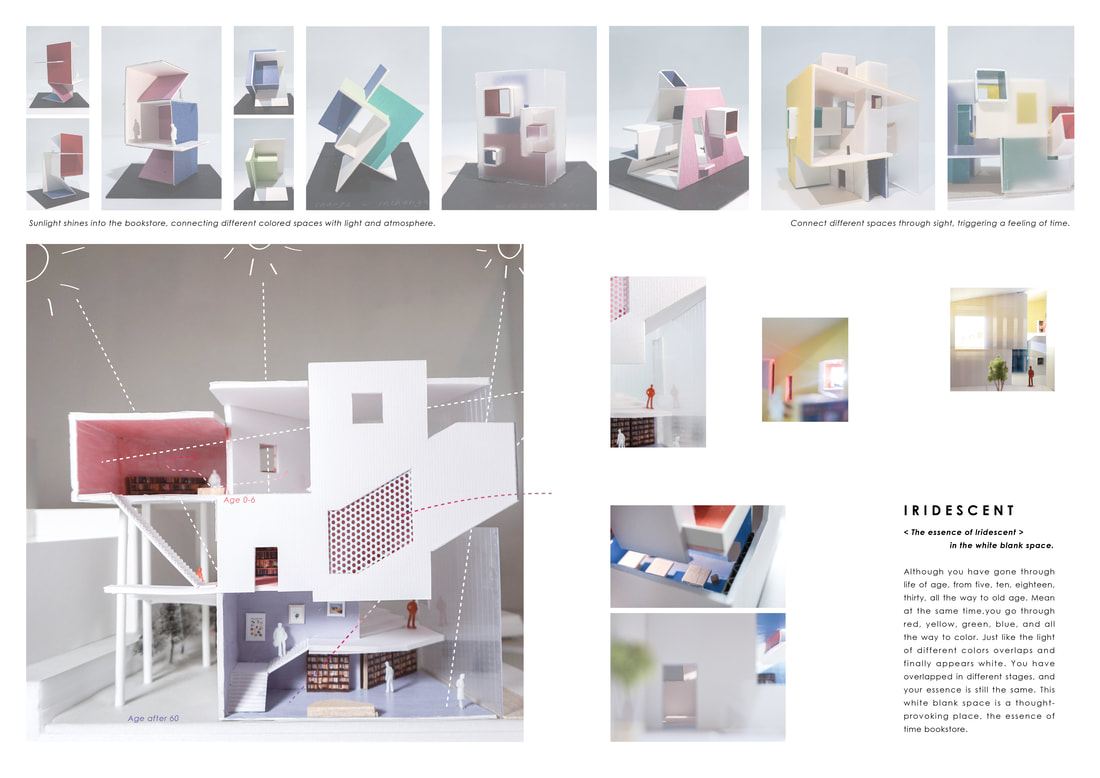 Sunlight shines into the bookstore, connecting different colored spaces with light and atmosphere.
Connect different spaces through sight, triggering a feeling of time.
Age 0-6
Age after 60
IRIDESCENT
< The essence of Iridescent >
in the white blank space.
Although you have gone through
life of age, from five, ten, eighteen,
thirty, all the way to old age. Mean
at the same time,you go through
red, yellow, green, blue, and all
the way to color. Just like the light
of different colors overlaps and
finally appears white. You have
overlapped in different stages, and
your essence is still the same. This
white blank space is a thought-
provoking place, the essence of
time bookstore.